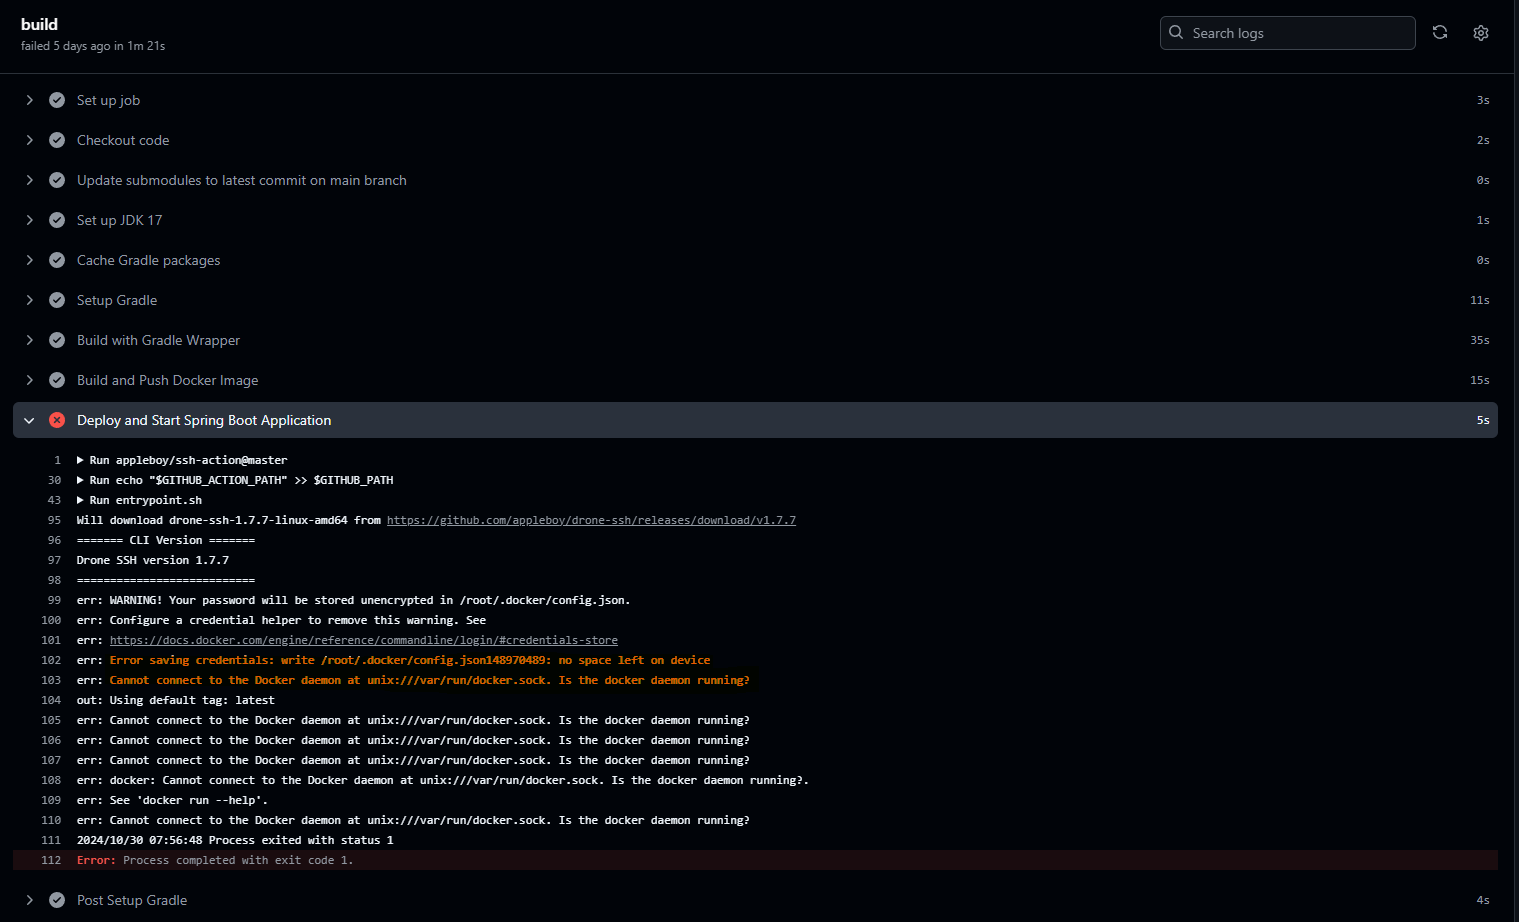 build
failed 5 days ago in 1m 21s
Search logs
Set up job 3s
Checkout code 2s
Update submodules to latest commit on main branch 0s
Set up JDK 17 1s
Cache Gradle packages 0s
Setup Gradle 11s
Build with Gradle Wrapper 35s
Build and Push Docker Image 15s
Deploy and Start Spring Boot Application 5s
1 ▶ Run appleboy/ssh-action@master
30 ▶ Run echo "$GITHUB_ACTION_PATH" >> $GITHUB_PATH
43 ▶ Run entrypoint.sh
95 Will download drone-ssh-1.7.7-linux-amd64 from https://github.com/appleboy/drone-ssh/releases/download/v1.7.7
96 ======= CLI Version =======
97 Drone SSH version 1.7.7
98 ===========================
99 err: WARNING! Your password will be stored unencrypted in /root/.docker/config.json.
100 err: Configure a credential helper to remove this warning. See
101 err: https://docs.docker.com/engine/reference/commandline/login/#credentials-store
102 err: Error saving credentials: write /root/.docker/config.json148970489: no space left on device
103 err: Cannot connect to the Docker daemon at unix:///var/run/docker.sock. Is the docker daemon running?
104 out: Using default tag: latest
105 err: Cannot connect to the Docker daemon at unix:///var/run/docker.sock. Is the docker daemon running?
106 err: Cannot connect to the Docker daemon at unix:///var/run/docker.sock. Is the docker daemon running?
107 err: Cannot connect to the Docker daemon at unix:///var/run/docker.sock. Is the docker daemon running?
108 err: docker: Cannot connect to the Docker daemon at unix:///var/run/docker.sock. Is the docker daemon running?.
109 err: See 'docker run --help'.
110 err: Cannot connect to the Docker daemon at unix:///var/run/docker.sock. Is the docker daemon running?
111 2024/10/30 07:56:48 Process exited with status 1
112 Error: Process completed with exit code 1.
Post Setup Gradle 4s